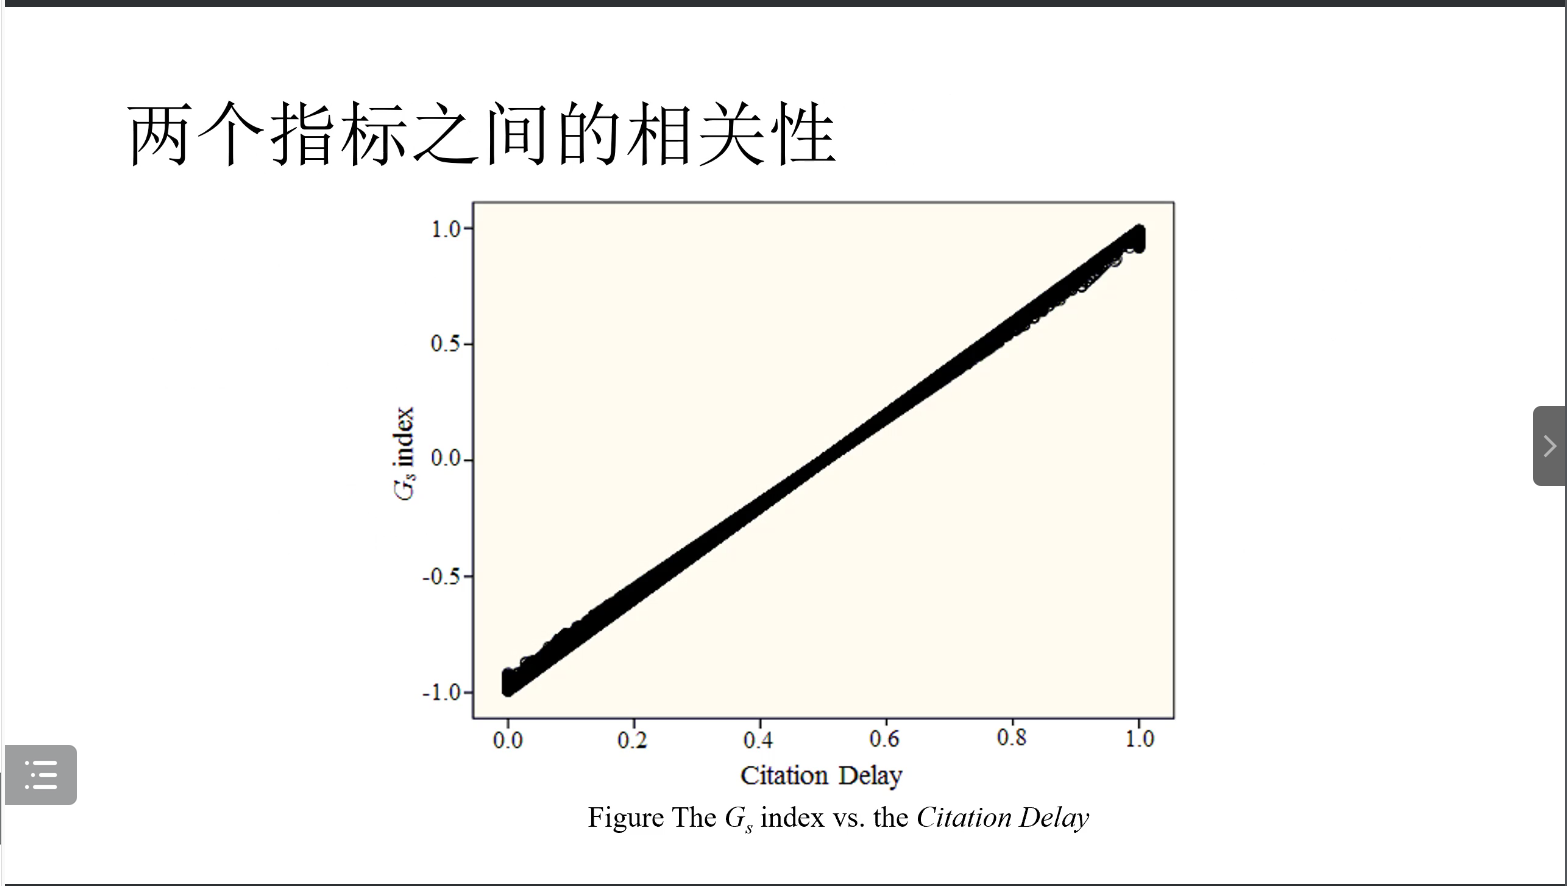 两个指标之间的相关性
1.0
0.5
0.0
-0.5
-1.0
Gs index
0.0 0.2 0.4 0.6 0.8 1.0
Citation Delay
Figure The Gs index vs. the Citation Delay